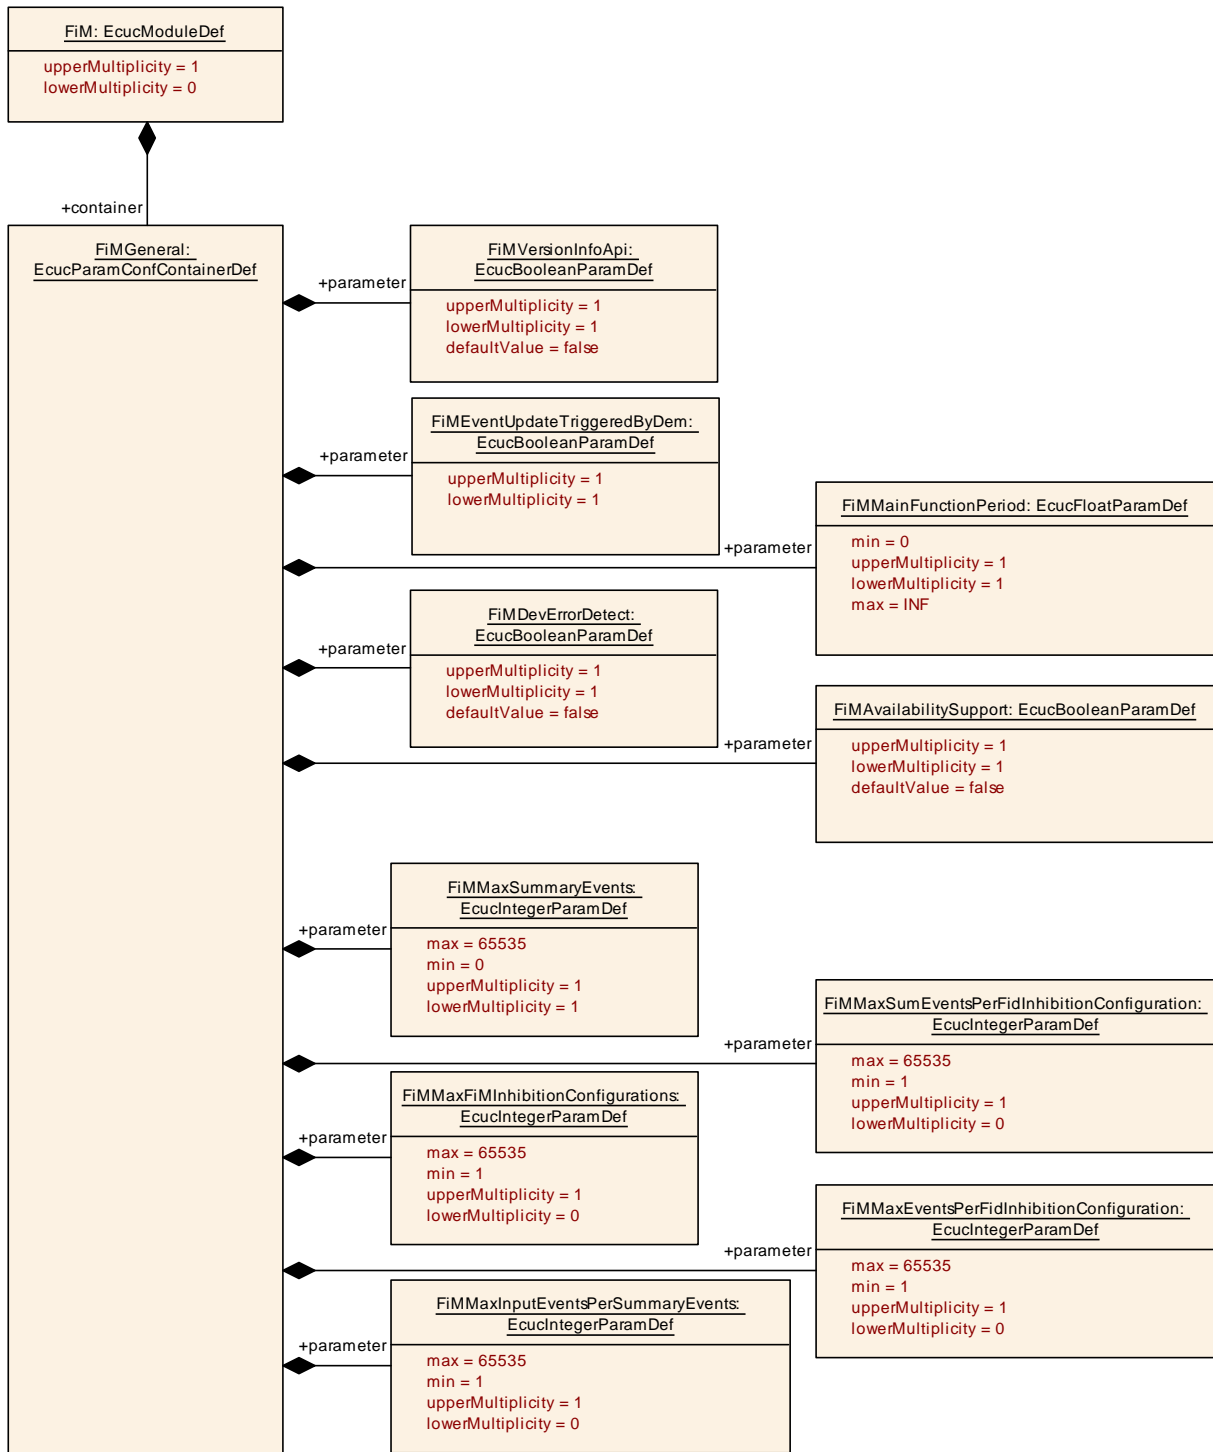 FiM: EcucModuleDef
upperMultiplicity = 1
lowerMultiplicity = 0
+container
FiMGeneral:
EcucParamConfContainerDef
+parameter
FiMVersionInfoApi:
EcucBooleanParamDef
upperMultiplicity = 1
lowerMultiplicity = 1
defaultValue = false
+parameter
FiMEventUpdateTriggeredByDem:
EcucBooleanParamDef
upperMultiplicity = 1
lowerMultiplicity = 1
+parameter
FiMMainFunctionPeriod: EcucFloatParamDef
min = 0
upperMultiplicity = 1
lowerMultiplicity = 1
max = INF
+parameter
FiMDevErrorDetect:
EcucBooleanParamDef
upperMultiplicity = 1
lowerMultiplicity = 1
defaultValue = false
+parameter
FiMAvailabilitySupport: EcucBooleanParamDef
upperMultiplicity = 1
lowerMultiplicity = 1
defaultValue = false
+parameter
FiMMaxSummaryEvents:
EcucIntegerParamDef
max = 65535
min = 0
upperMultiplicity = 1
lowerMultiplicity = 1
+parameter
FiMMaxSumEventsPerFidInhibitionConfiguration:
EcucIntegerParamDef
max = 65535
min = 1
upperMultiplicity = 1
lowerMultiplicity = 0
+parameter
FiMMaxFiMInhibitionConfigurations:
EcucIntegerParamDef
max = 65535
min = 1
upperMultiplicity = 1
lowerMultiplicity = 0
+parameter
FiMMaxEventsPerFidInhibitionConfiguration:
EcucIntegerParamDef
max = 65535
min = 1
upperMultiplicity = 1
lowerMultiplicity = 0
+parameter
FiMMaxInputEventsPerSummaryEvents:
EcucIntegerParamDef
max = 65535
min = 1
upperMultiplicity = 1
lowerMultiplicity = 0